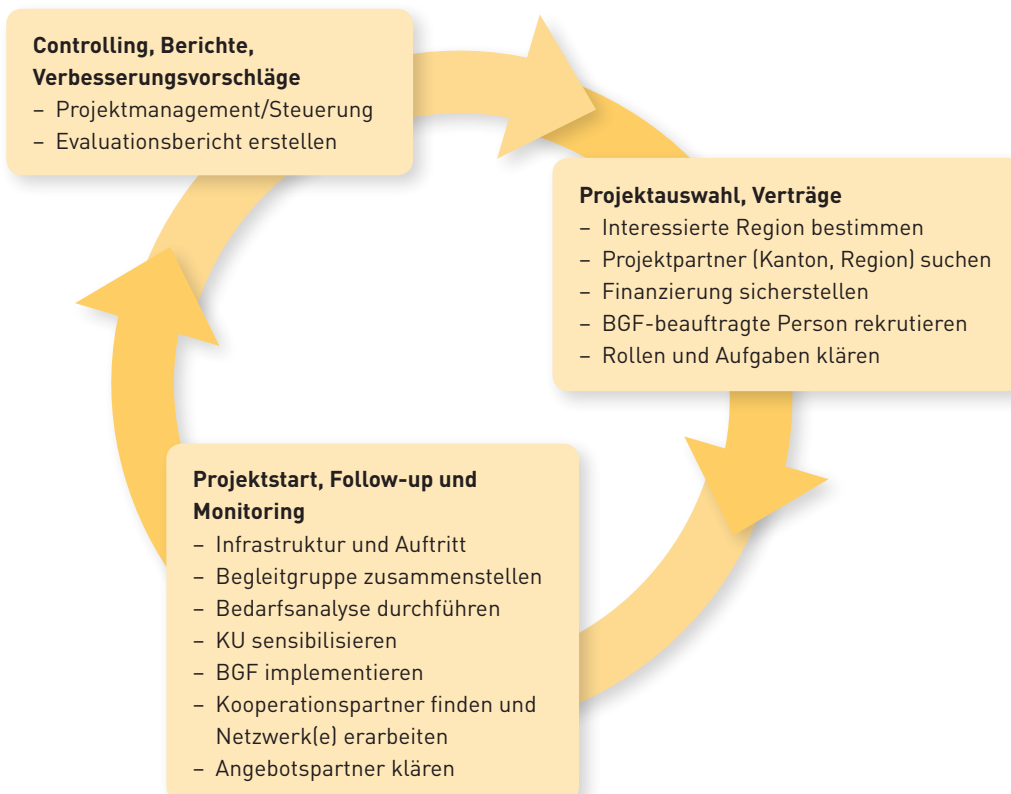 Controlling, Berichte,
Verbesserungsvorschläge
– Projektmanagement/Steuerung
– Evaluationsbericht erstellen
Projektauswahl, Verträge
– Interessierte Region bestimmen
– Projektpartner (Kanton, Region) suchen
– Finanzierung sicherstellen
– BGF-beauftragte Person rekrutieren
– Rollen und Aufgaben klären
Projektstart, Follow-up und
Monitoring
– Infrastruktur und Auftritt
– Begleitgruppe zusammenstellen
– Bedarfsanalyse durchführen
– KU sensibilisieren
– BGF implementieren
– Kooperationspartner finden und
Netzwerk(e) erarbeiten
– Angebotspartner klären